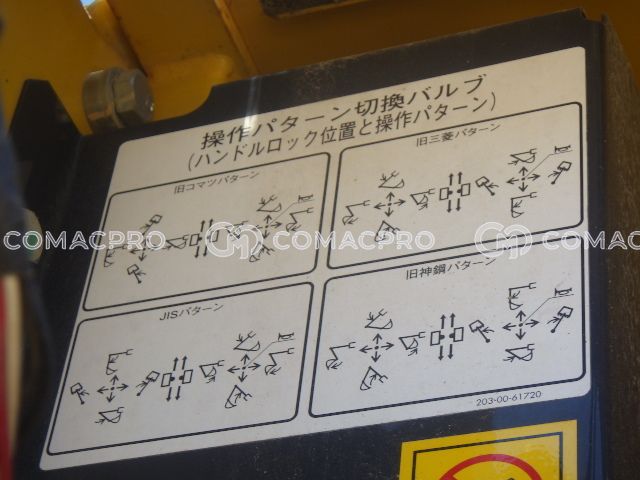 操作パターン切換バルブ
(ハンドルロック位置と操作パターン)
旧コマツパターン
旧三菱パターン
JISパターン
旧神鋼パターン
203-00-61720
COMACPRO
COMACPRO
COMAC